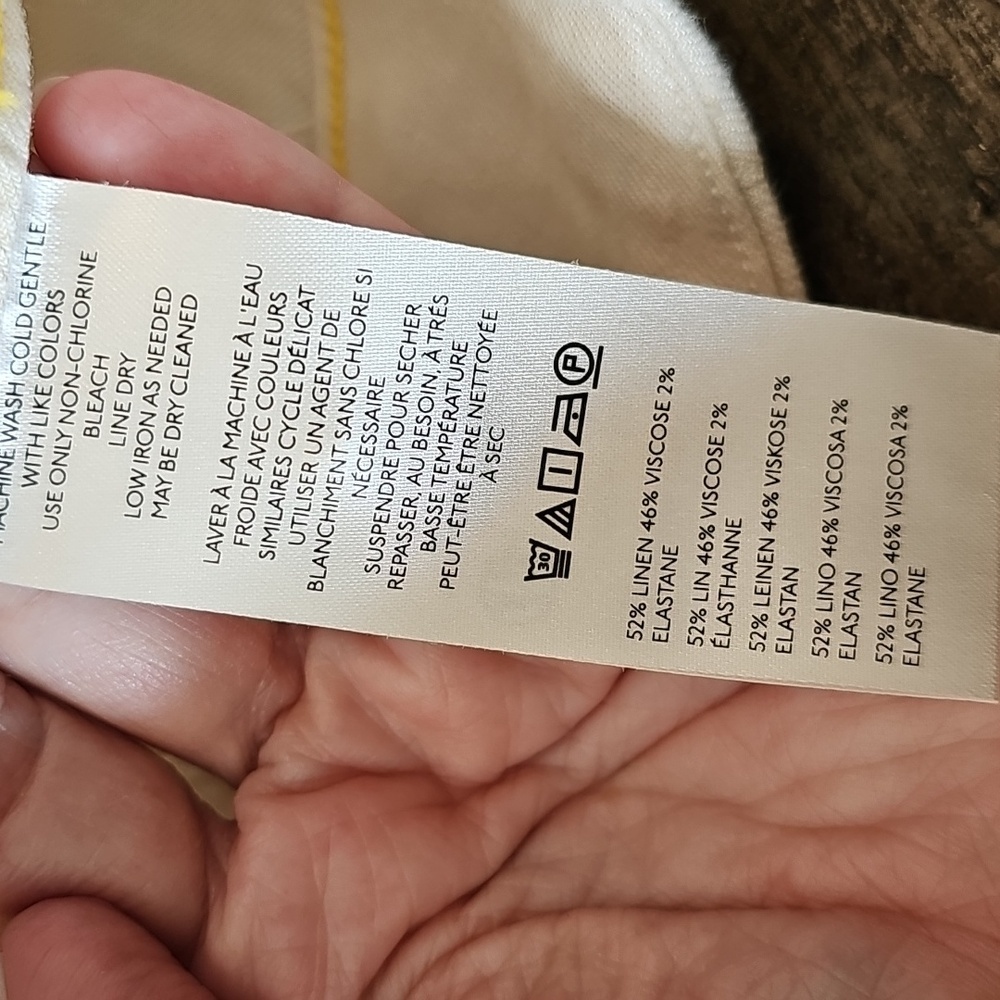 MACHINE WASH COLD GENTLE
WITH LIKE COLORS
USE ONLY NON-CHLORINE
BLEACH
LINE DRY
LOW IRON AS NEEDED
MAY BE DRY CLEANED
LAVER À LA MACHINE À L'EAU
FROIDE AVEC COULEURS
SIMILAIRES CYCLE DÉLICAT
UTILISER UN AGENT DE
BLANCHIMENT SANS CHLORE SI
NÉCESSAIRE
SUSPENDRE POUR SECHER
REPASSER, AU BESOIN, À TRÉS
BASSE TEMPÉRATURE
PEUT-ÊTRE ÊTRE NETTOYÉE
À SEC
30 P
52% LINEN 46% VISCOSE 2%
ELASTANE
52% LIN 46% VISCOSE 2%
ÉLASTHANNE
52% LEINEN 46% VISKOSE 2%
ELASTAN
52% LINO 46% VISCOSA 2%
ELASTAN
52% LINO 46% VISCOSA 2%
ELASTANE